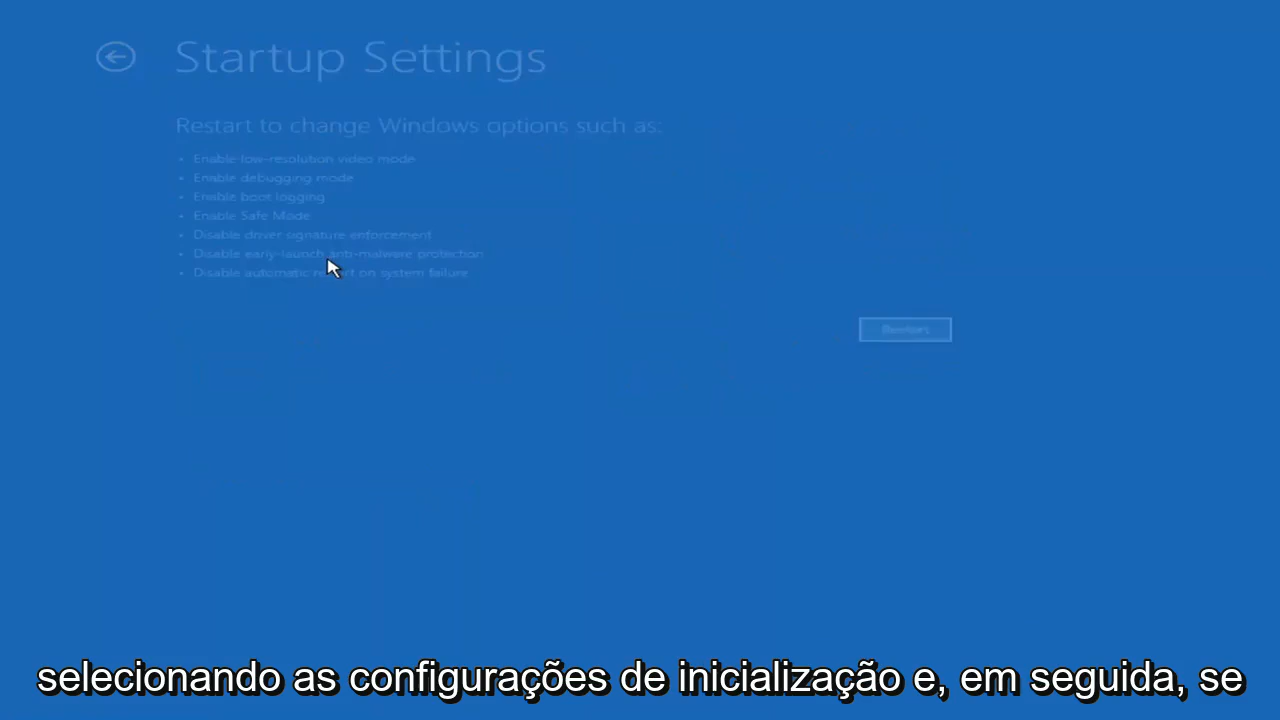 Startup Settings
Restart to change Windows options such as:
• Enable low-resolution video mode
• Enable debugging mode
• Enable boot logging
• Enable Safe Mode
• Disable driver signature enforcement
• Disable early-launch anti-malware protection
• Disable automatic restart on system failure
Restart
selecionando as configurações de inicialização e, em seguida, se